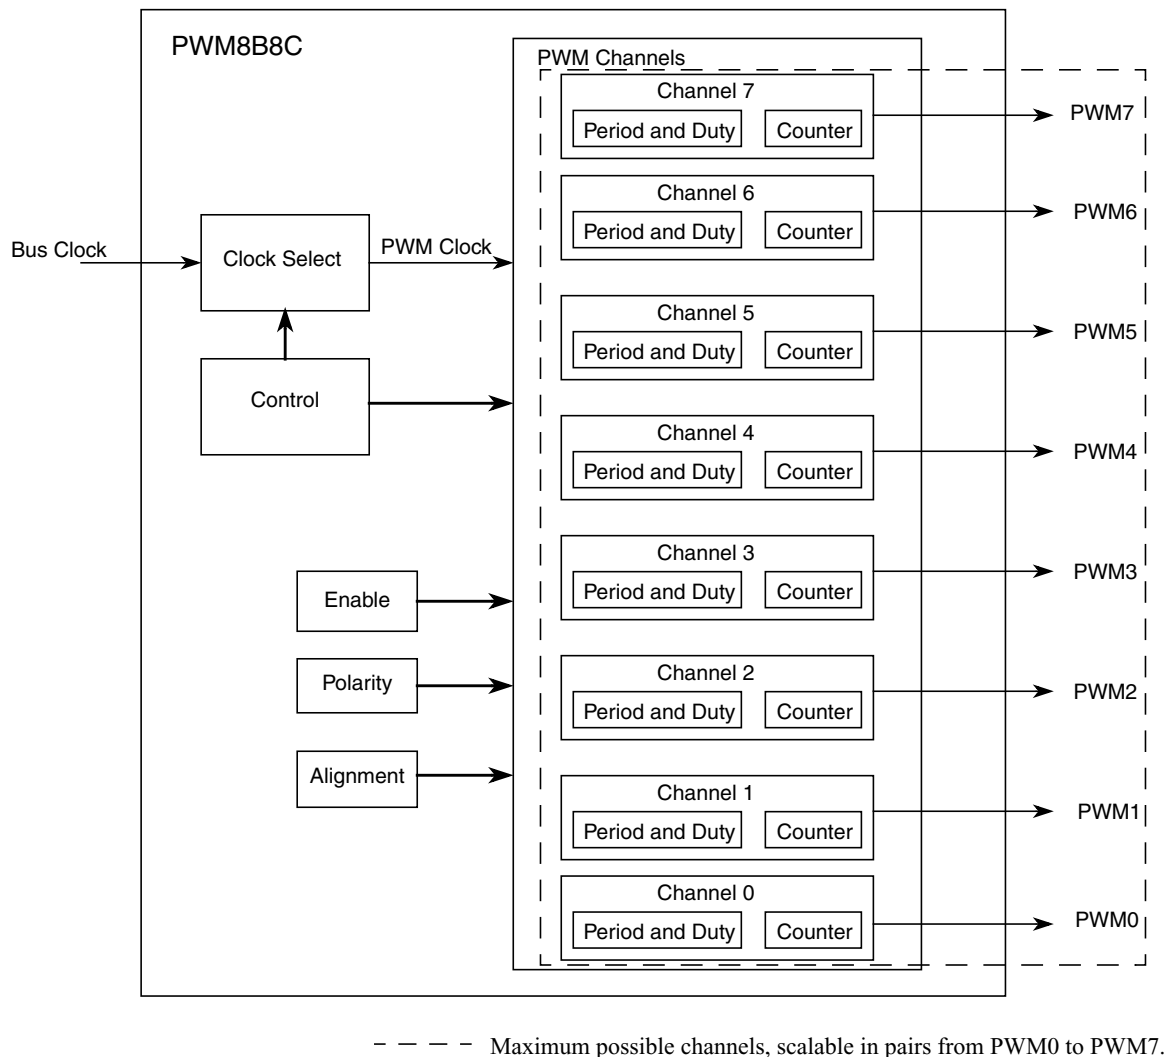 PWM8B8C
PWM Channels
Channel 7
Period and Duty
Counter
PWM7
Channel 6
Period and Duty
Counter
PWM6
Bus Clock
Clock Select
PWM Clock
Channel 5
Period and Duty
Counter
PWM5
Control
Channel 4
Period and Duty
Counter
PWM4
Channel 3
Period and Duty
Counter
PWM3
Enable
Polarity
Alignment
Channel 2
Period and Duty
Counter
PWM2
Channel 1
Period and Duty
Counter
PWM1
Channel 0
Period and Duty
Counter
PWM0
Maximum possible channels, scalable in pairs from PWM0 to PWM7.